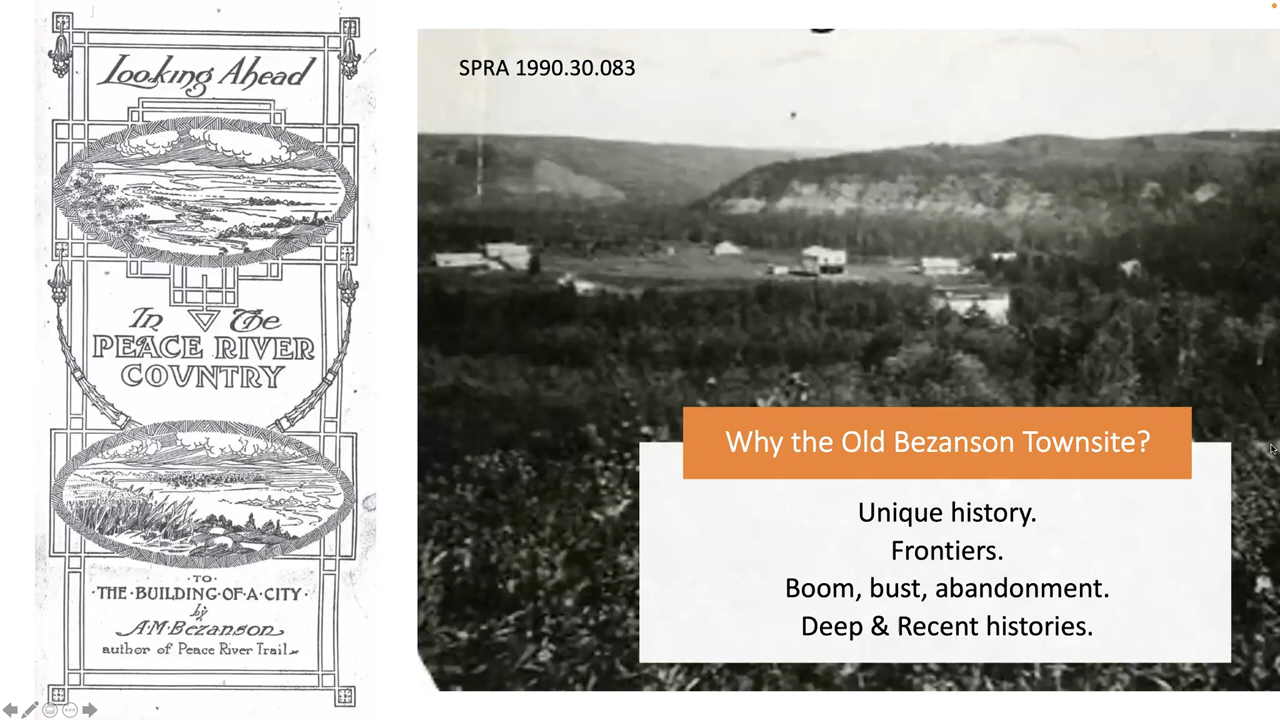 Looking Ahead
In The
PEACE RIVER
COUNTRY
·TO·
·THE·BUILDING·OF·A·CITY·
by
A·M·Bezanson
author of Peace River Trail
SPRA 1990.30.083
Why the Old Bezanson Townsite?
Unique history.
Frontiers.
Boom, bust, abandonment.
Deep & Recent histories.